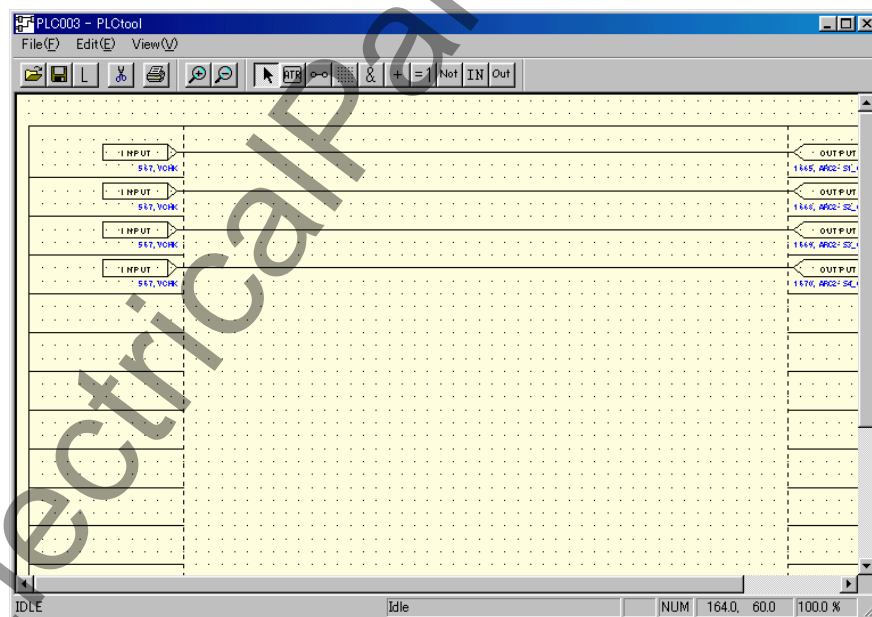 PLC003 - PLCtool
File(F) Edit(E) View(V)
L ATR & + =1 Not IN Out
INPUT OUTPUT
567, VCHK
INPUT OUTPUT
567, VCHK
INPUT OUTPUT
567, VCHK
INPUT OUTPUT
567, VCHK
IDLE Idle NUM 164.0, 60.0 100.0 %